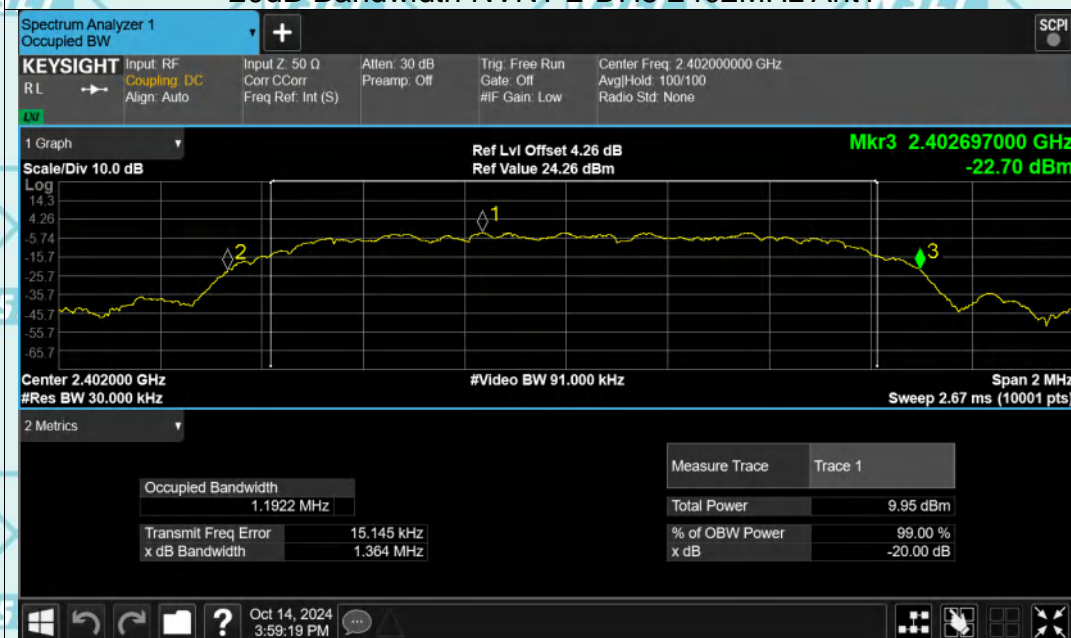 Spectrum Analyzer 1
Occupied BW
+
SCPI
KEYSIGHT
RL
LXI
Input: RF
Coupling: DC
Align: Auto
Input Z: 50 Ω
Corr CCorr
Freq Ref: Int (S)
Atten: 30 dB
Preamp: Off
Trig: Free Run
Gate: Off
#IF Gain: Low
Center Freq: 2.402000000 GHz
Avg|Hold: 100/100
Radio Std: None
1 Graph
Scale/Div 10.0 dB
Ref Lvl Offset 4.26 dB
Ref Value 24.26 dBm
Mkr3 2.402697000 GHz
-22.70 dBm
Log
14.3
4.26
-5.74
-15.7
-25.7
-35.7
-45.7
-55.7
-65.7
1
2
3
Center 2.402000 GHz
#Video BW 91.000 kHz
Span 2 MHz
#Res BW 30.000 kHz
Sweep 2.67 ms (10001 pts)
2 Metrics
Occupied Bandwidth
1.1922 MHz
Transmit Freq Error 15.145 kHz
x dB Bandwidth 1.364 MHz
Measure Trace Trace 1
Total Power 9.95 dBm
% of OBW Power 99.00 %
x dB -20.00 dB
?
Oct 14, 2024
3:59:19 PM